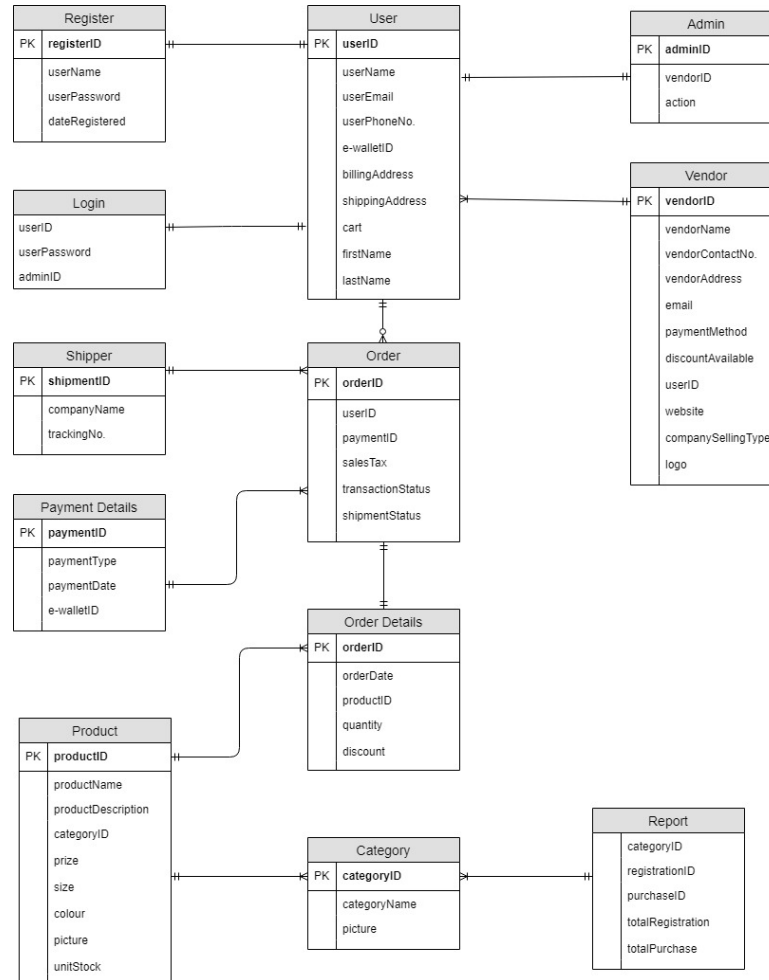 Register
PK registerID
userName
userPassword
dateRegistered
User
PK userID
userName
userEmail
userPhoneNo.
e-walletID
billingAddress
shippingAddress
cart
firstName
lastName
Admin
PK adminID
vendorID
action
Login
userID
userPassword
adminID
Vendor
PK vendorID
vendorName
vendorContactNo.
vendorAddress
email
paymentMethod
discountAvailable
userID
website
companySellingType
logo
Shipper
PK shipmentID
companyName
trackingNo.
Order
PK orderID
userID
paymentID
salesTax
transactionStatus
shipmentStatus
Payment Details
PK paymentID
paymentType
paymentDate
e-walletID
Order Details
PK orderID
orderDate
productID
quantity
discount
Product
PK productID
productName
productDescription
categoryID
prize
size
colour
picture
unitStock
Category
PK categoryID
categoryName
picture
Report
categoryID
registrationID
purchaseID
totalRegistration
totalPurchase